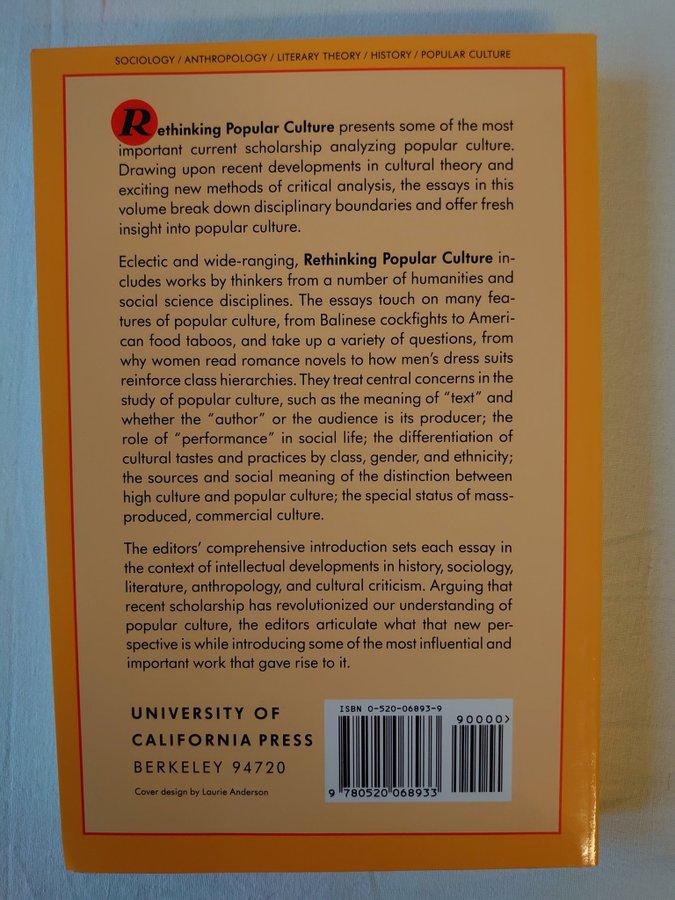 SOCIOLOGY / ANTHROPOLOGY / LITERARY THEORY / HISTORY / POPULAR CULTURE
Rethinking Popular Culture presents some of the most
important current scholarship analyzing popular culture.
Drawing upon recent developments in cultural theory and
exciting new methods of critical analysis, the essays in this
volume break down disciplinary boundaries and offer fresh
insight into popular culture.
Eclectic and wide-ranging, Rethinking Popular Culture in-
cludes works by thinkers from a number of humanities and
social science disciplines. The essays touch on many fea-
tures of popular culture, from Balinese cockfights to Ameri-
can food taboos, and take up a variety of questions, from
why women read romance novels to how men's dress suits
reinforce class hierarchies. They treat central concerns in the
study of popular culture, such as the meaning of "text" and
whether the "author" or the audience is its producer; the
role of "performance" in social life; the differentiation of
cultural tastes and practices by class, gender, and ethnicity;
the sources and social meaning of the distinction between
high culture and popular culture; the special status of mass-
produced, commercial culture.
The editors' comprehensive introduction sets each essay in
the context of intellectual developments in history, sociology,
literature, anthropology, and cultural criticism. Arguing that
recent scholarship has revolutionized our understanding of
popular culture, the editors articulate what that new per-
spective is while introducing some of the most influential and
important work that gave rise to it.
UNIVERSITY OF
CALIFORNIA PRESS
BERKELEY 94720
Cover design by Laurie Anderson
ISBN 0-520-06893-9
90000>
9 780520 068933